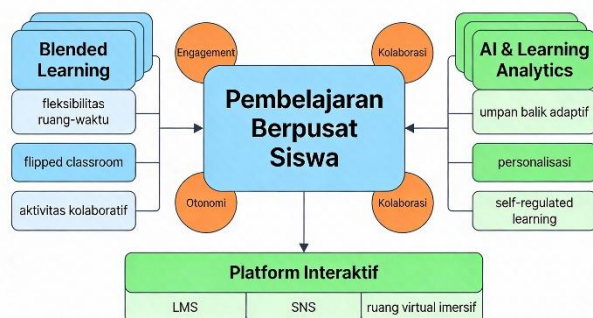 Blended
Learning
fleksibilitas
ruang-waktu
flipped classroom
aktivitas kolaboratif
Engagement
Kolaborasi
Pembelajaran
Berpusat
Siswa
Otonomi
Kolaborasi
AI & Learning
Analytics
umpan balik adaptif
personalisasi
self-regulated
learning
Platform Interaktif
LMS
SNS
ruang virtual imersif